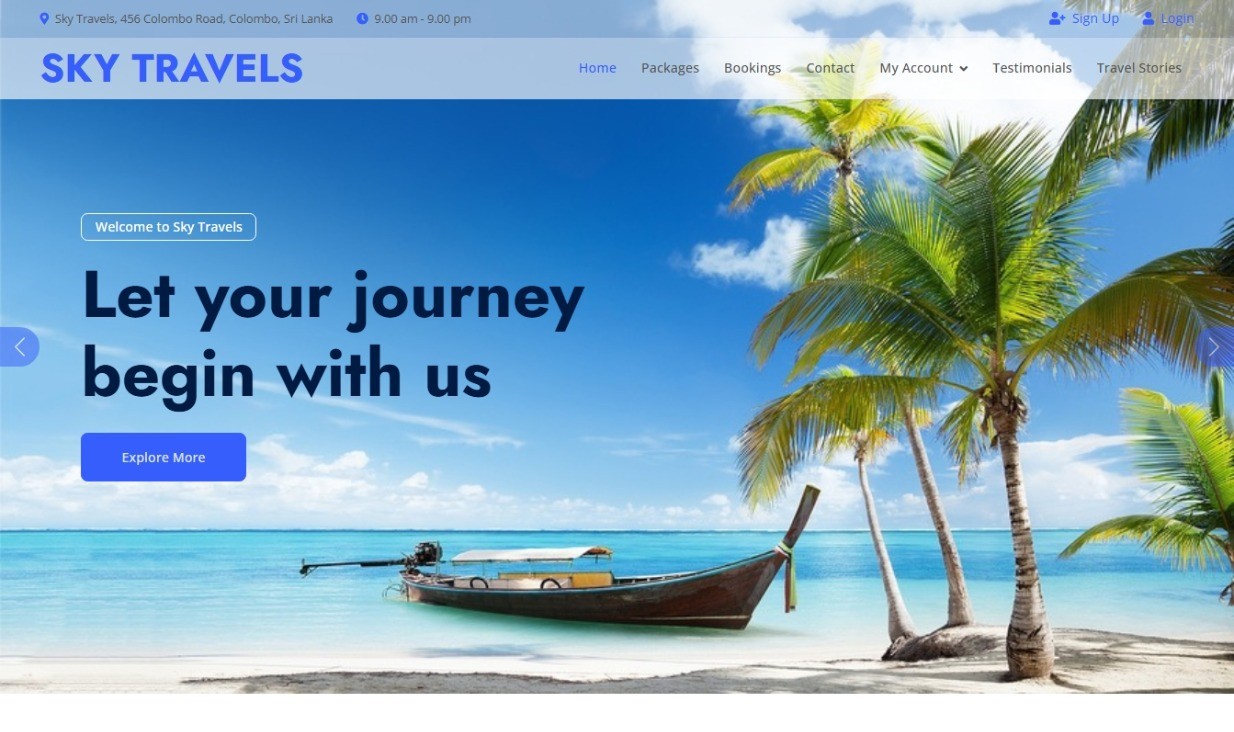 Sky Travels, 456 Colombo Road, Colombo, Sri Lanka 9.00 am - 9.00 pm Sign Up Login
SKY TRAVELS Home Packages Bookings Contact My Account Testimonials Travel Stories
Welcome to Sky Travels
Let your journey
begin with us
Explore More